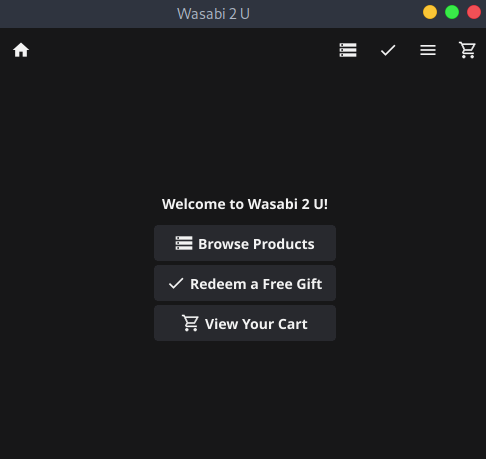 Wasabi 2 U
Welcome to Wasabi 2 U!
Browse Products
Redeem a Free Gift
View Your Cart